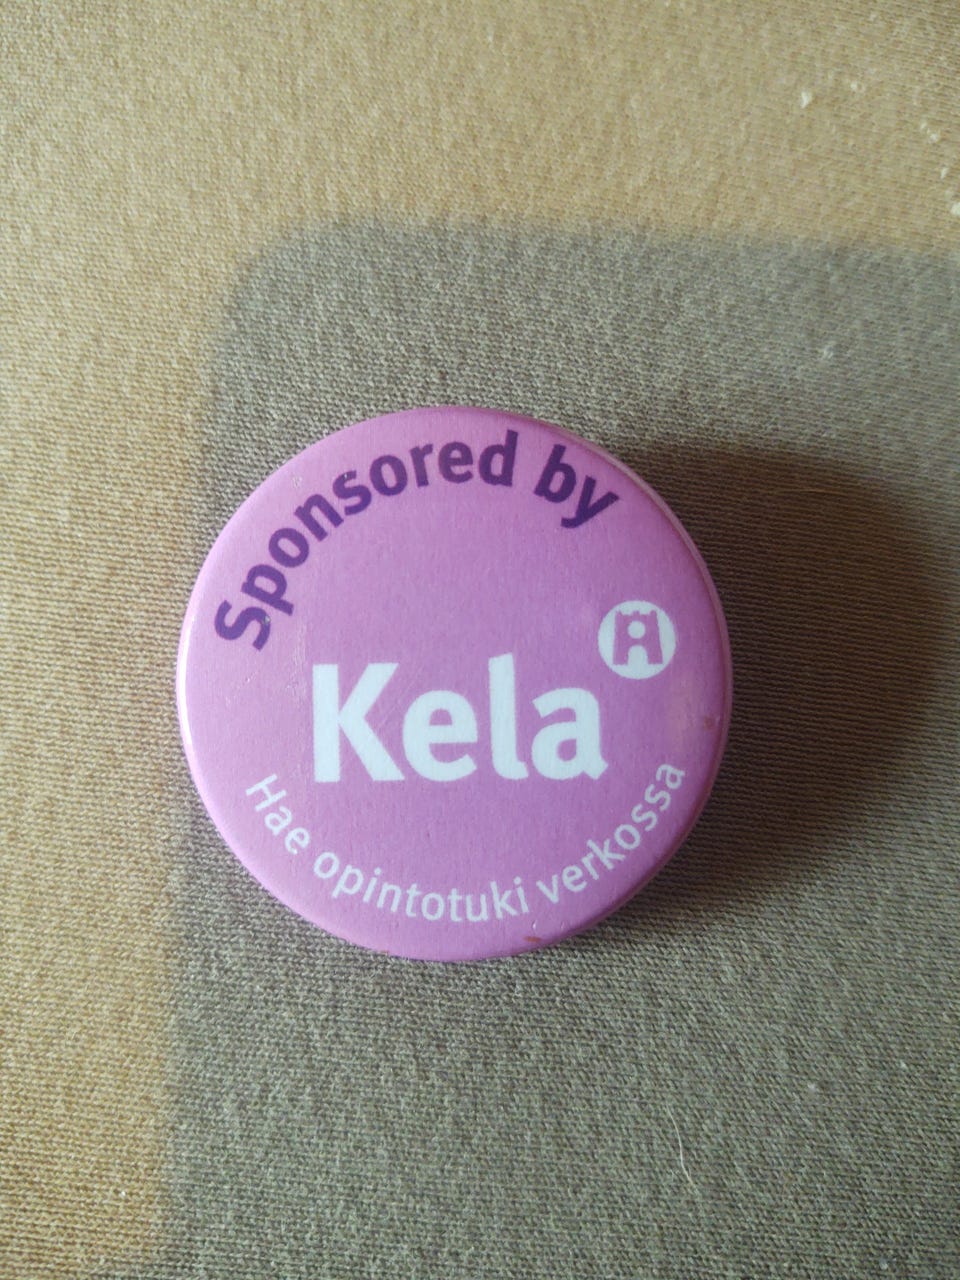 Sponsored by
Kela
Hae opintotuki verkossa